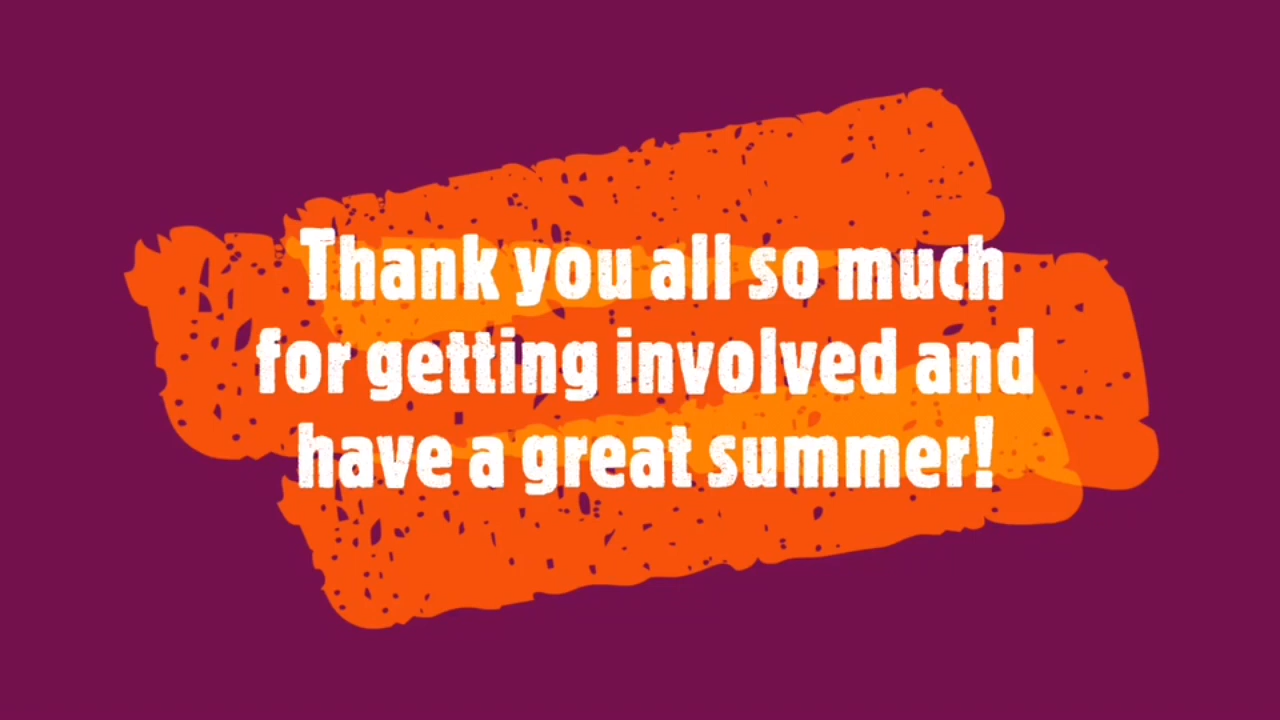 Thank you all so much
for getting involved and
have a great summer!